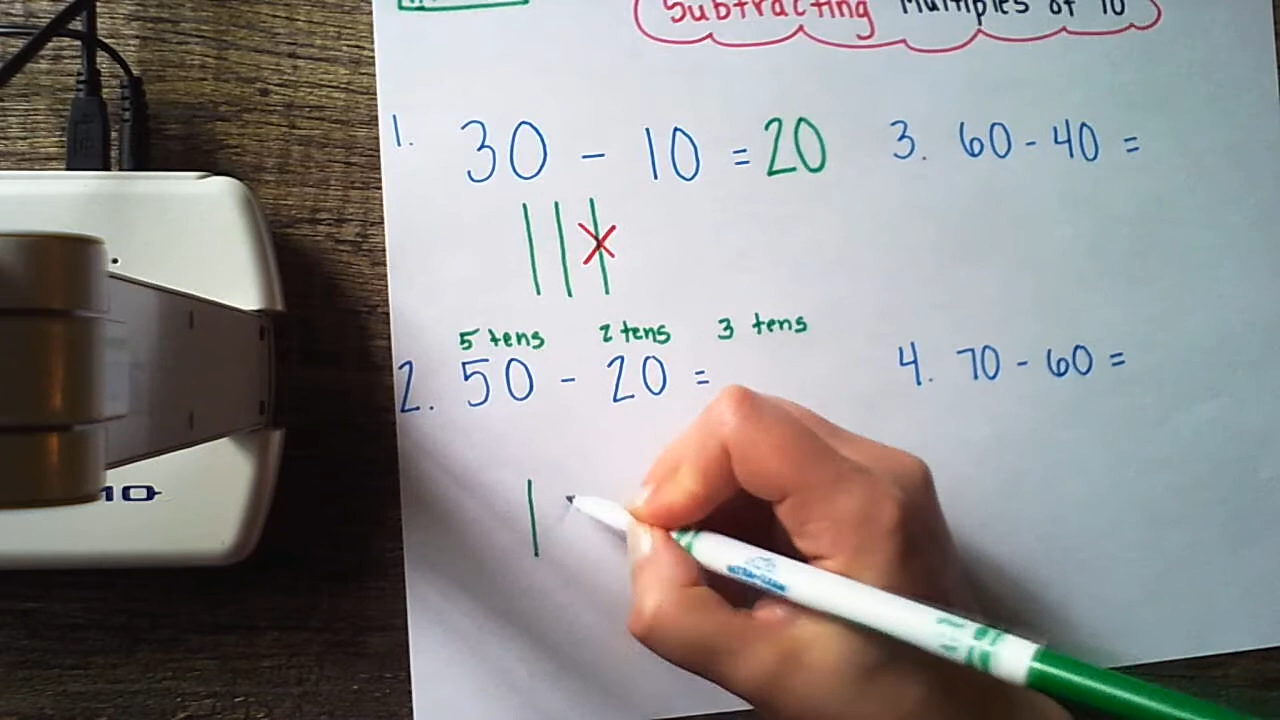 Subtracting Multiples of 10
1. 30 - 10 = 20
3. 60 - 40 =
5 tens 2 tens 3 tens
2. 50 - 20 =
4. 70 - 60 =